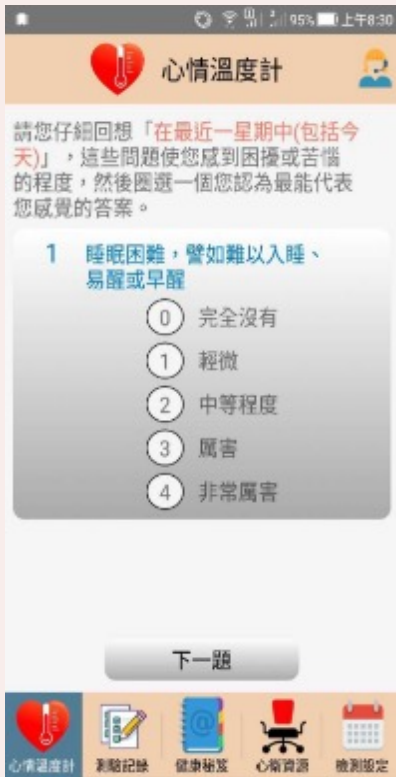 95% 上午8:30
心情溫度計
請您仔細回想「在最近一星期中(包括今
天)」，這些問題使您感到困擾或苦惱
的程度，然後圈選一個您認為最能代表
您感覺的答案。
1 睡眠困難，譬如難以入睡、
易醒或早醒
0 完全沒有
1 輕微
2 中等程度
3 厲害
4 非常厲害
下一題
心情溫度計 測驗記錄 健康秘笈 心衛資源 檢測設定